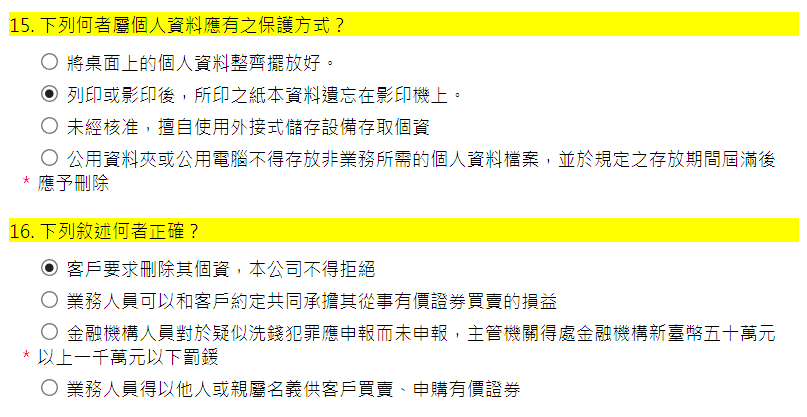 15. 下列何者屬個人資料應有之保護方式？
將桌面上的個人資料整齊擺放好。
列印或影印後，所印之紙本資料遺忘在影印機上。
未經核准，擅自使用外接式儲存設備存取個資
公用資料夾或公用電腦不得存放非業務所需的個人資料檔案，並於規定之存放期間屆滿後
* 應予刪除
16. 下列敘述何者正確？
客戶要求刪除其個資，本公司不得拒絕
業務人員可以和客戶約定共同承擔其從事有價證券買賣的損益
金融機構人員對於疑似洗錢犯罪應申報而未申報，主管機關得處金融機構新臺幣五十萬元
* 以上一千萬元以下罰鍰
業務人員得以他人或親屬名義供客戶買賣、申購有價證券